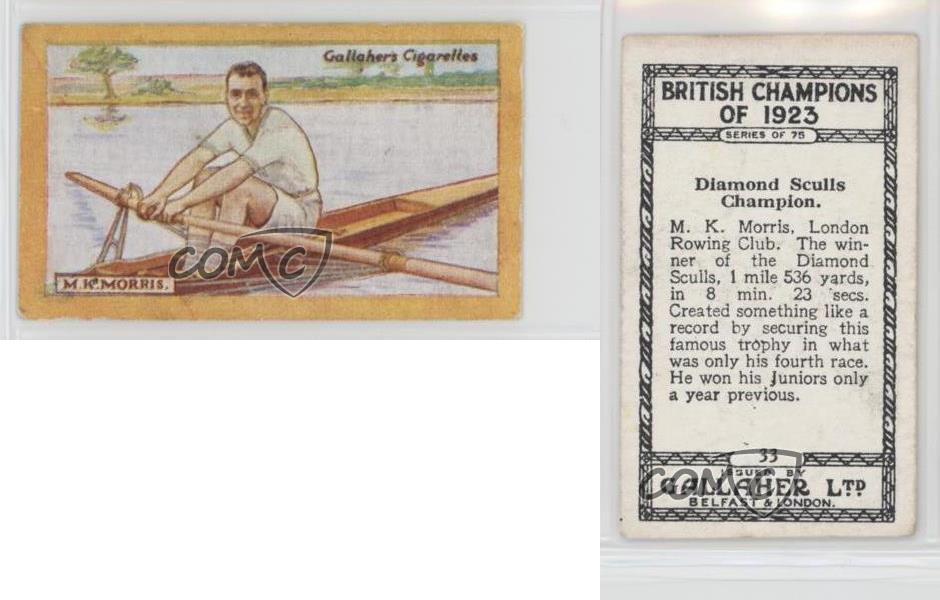 Gallaher's Cigarettes
M. K. MORRIS.
COMC
BRITISH CHAMPIONS
OF 1923
SERIES OF 75
Diamond Sculls
Champion.
M. K. Morris, London
Rowing Club. The win-
ner of the Diamond
Sculls, 1 mile 536 yards,
in 8 min. 23 secs.
Created something like a
record by securing this
famous trophy in what
was only his fourth race.
He won his Juniors only
a year previous.
33
ISSUED BY
GALLAHER LTD
BELFAST & LONDON.
COMC